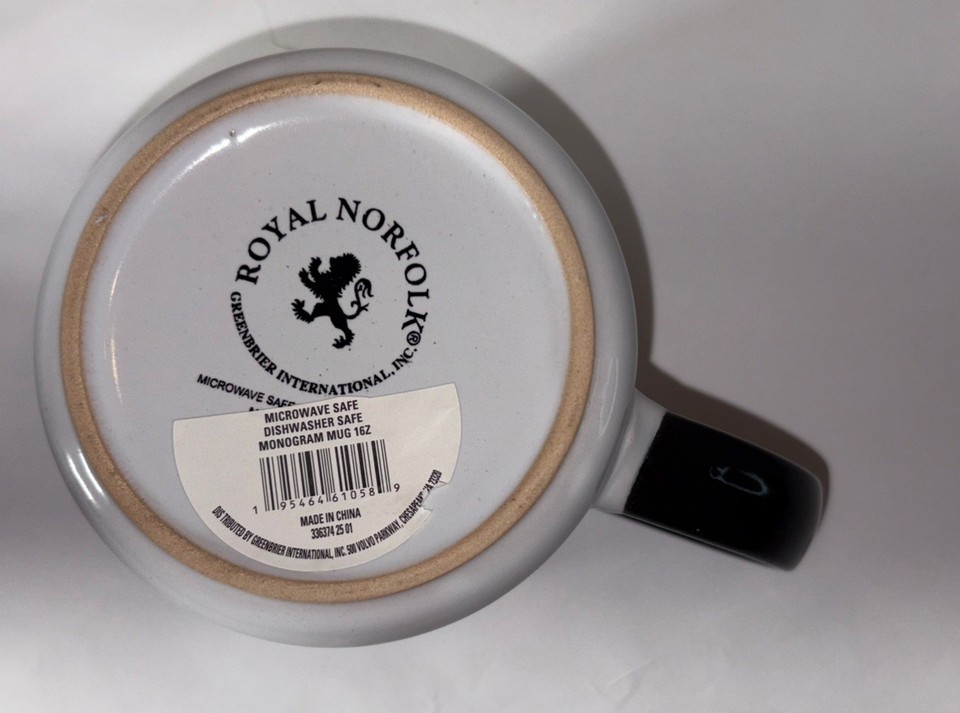 ROYAL NORFOLK®
GREENBRIER INTERNATIONAL, INC.
MICROWAVE SAFE
MICROWAVE SAFE
DISHWASHER SAFE
MONOGRAM MUG 16Z
1 95464 61058 9
MADE IN CHINA
336374 25 01
DISTRIBUTED BY GREENBRIER INTERNATIONAL, INC. 500 VOLVO PARKWAY, CHESAPEAKE 23320